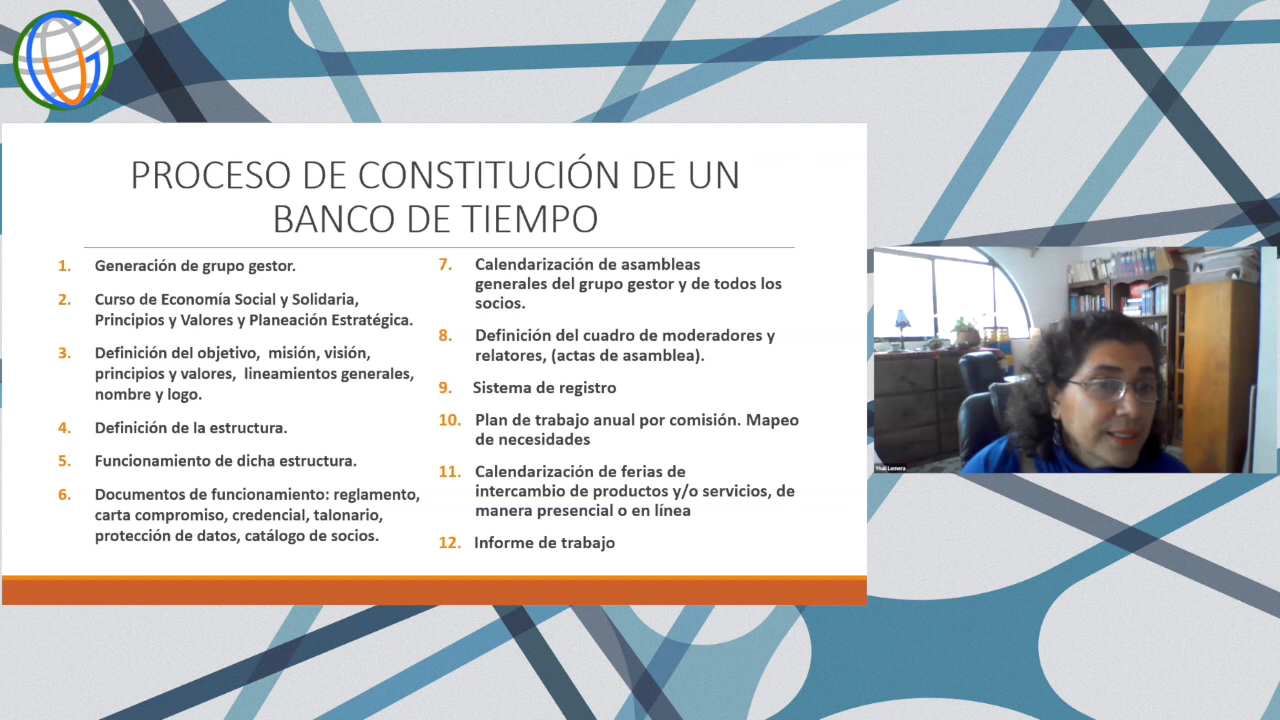 PROCESO DE CONSTITUCIÓN DE UN
BANCO DE TIEMPO
1. Generación de grupo gestor.
2. Curso de Economía Social y Solidaria,
Principios y Valores y Planeación Estratégica.
3. Definición del objetivo, misión, visión,
principios y valores, lineamientos generales,
nombre y logo.
4. Definición de la estructura.
5. Funcionamiento de dicha estructura.
6. Documentos de funcionamiento: reglamento,
carta compromiso, credencial, talonario,
protección de datos, catálogo de socios.
7. Calendarización de asambleas
generales del grupo gestor y de todos los
socios.
8. Definición del cuadro de moderadores y
relatores, (actas de asamblea).
9. Sistema de registro
10. Plan de trabajo anual por comisión. Mapeo
de necesidades
11. Calendarización de ferias de
intercambio de productos y/o servicios, de
manera presencial o en línea
12. Informe de trabajo
Yhali Lomera